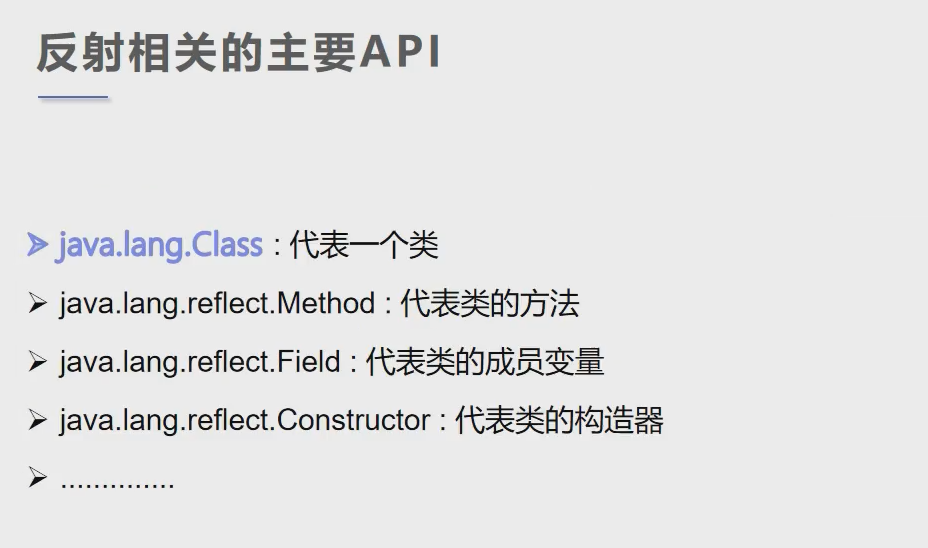 反射相关的主要API
➢ java.lang.Class : 代表一个类
➢ java.lang.reflect.Method : 代表类的方法
➢ java.lang.reflect.Field : 代表类的成员变量
➢ java.lang.reflect.Constructor : 代表类的构造器
➢ ..............